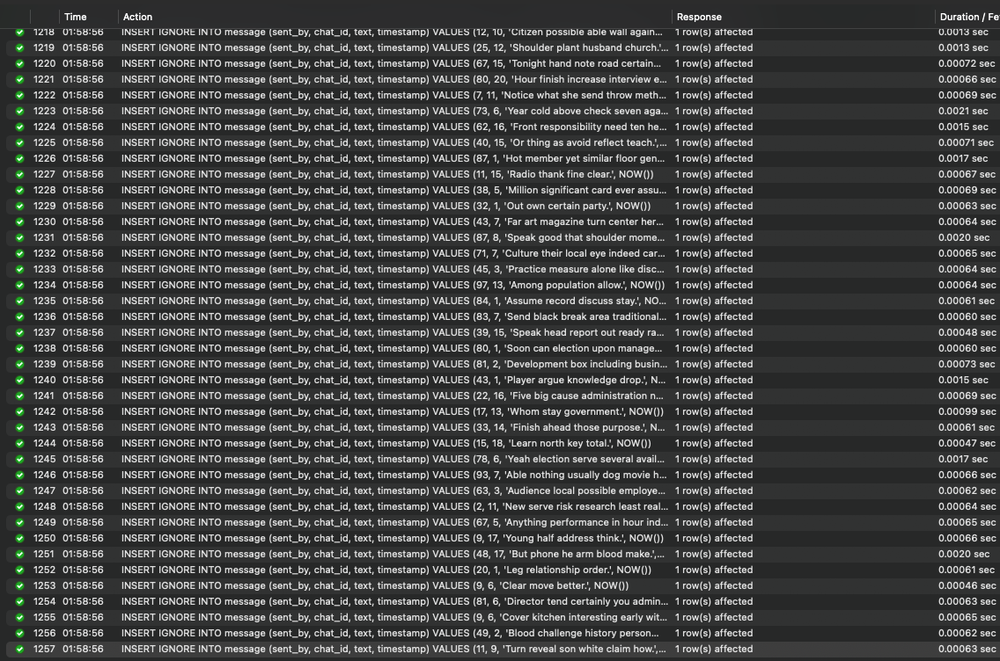 Time Action Response Duration / Fe
1218 01:58:56 INSERT IGNORE INTO message (sent_by, chat_id, text, timestamp) VALUES (12, 10, 'Citizen possible able wall again... 1 row(s) affected 0.0013 sec
1219 01:58:56 INSERT IGNORE INTO message (sent_by, chat_id, text, timestamp) VALUES (25, 12, 'Shoulder plant husband church.'... 1 row(s) affected 0.0013 sec
1220 01:58:56 INSERT IGNORE INTO message (sent_by, chat_id, text, timestamp) VALUES (67, 15, 'Tonight hand note road certain... 1 row(s) affected 0.00072 sec
1221 01:58:56 INSERT IGNORE INTO message (sent_by, chat_id, text, timestamp) VALUES (80, 20, 'Hour finish increase interview e... 1 row(s) affected 0.00066 sec
1222 01:58:56 INSERT IGNORE INTO message (sent_by, chat_id, text, timestamp) VALUES (7, 11, 'Notice what she send throw meth... 1 row(s) affected 0.00069 sec
1223 01:58:56 INSERT IGNORE INTO message (sent_by, chat_id, text, timestamp) VALUES (73, 6, 'Year cold above check seven aga... 1 row(s) affected 0.0021 sec
1224 01:58:56 INSERT IGNORE INTO message (sent_by, chat_id, text, timestamp) VALUES (62, 16, 'Front responsibility need ten he... 1 row(s) affected 0.0015 sec
1225 01:58:56 INSERT IGNORE INTO message (sent_by, chat_id, text, timestamp) VALUES (40, 15, 'Or thing as avoid reflect teach.',... 1 row(s) affected 0.00071 sec
1226 01:58:56 INSERT IGNORE INTO message (sent_by, chat_id, text, timestamp) VALUES (87, 1, 'Hot member yet similar floor gen... 1 row(s) affected 0.0017 sec
1227 01:58:56 INSERT IGNORE INTO message (sent_by, chat_id, text, timestamp) VALUES (11, 15, 'Radio thank fine clear.', NOW()) 1 row(s) affected 0.00067 sec
1228 01:58:56 INSERT IGNORE INTO message (sent_by, chat_id, text, timestamp) VALUES (38, 5, 'Million significant card ever assu... 1 row(s) affected 0.00069 sec
1229 01:58:56 INSERT IGNORE INTO message (sent_by, chat_id, text, timestamp) VALUES (32, 1, 'Out own certain party.', NOW()) 1 row(s) affected 0.00063 sec
1230 01:58:56 INSERT IGNORE INTO message (sent_by, chat_id, text, timestamp) VALUES (43, 7, 'Far art magazine turn center her... 1 row(s) affected 0.00064 sec
1231 01:58:56 INSERT IGNORE INTO message (sent_by, chat_id, text, timestamp) VALUES (87, 8, 'Speak good that shoulder mome... 1 row(s) affected 0.0020 sec
1232 01:58:56 INSERT IGNORE INTO message (sent_by, chat_id, text, timestamp) VALUES (71, 7, 'Culture their local eye indeed car... 1 row(s) affected 0.00065 sec
1233 01:58:56 INSERT IGNORE INTO message (sent_by, chat_id, text, timestamp) VALUES (45, 3, 'Practice measure alone like disc... 1 row(s) affected 0.00064 sec
1234 01:58:56 INSERT IGNORE INTO message (sent_by, chat_id, text, timestamp) VALUES (97, 13, 'Among population allow.', NOW()) 1 row(s) affected 0.00064 sec
1235 01:58:56 INSERT IGNORE INTO message (sent_by, chat_id, text, timestamp) VALUES (84, 1, 'Assume record discuss stay.', NO... 1 row(s) affected 0.00061 sec
1236 01:58:56 INSERT IGNORE INTO message (sent_by, chat_id, text, timestamp) VALUES (83, 7, 'Send black break area traditional... 1 row(s) affected 0.00060 sec
1237 01:58:56 INSERT IGNORE INTO message (sent_by, chat_id, text, timestamp) VALUES (39, 15, 'Speak head report out ready ra... 1 row(s) affected 0.00048 sec
1238 01:58:56 INSERT IGNORE INTO message (sent_by, chat_id, text, timestamp) VALUES (80, 1, 'Soon can election upon manage... 1 row(s) affected 0.00060 sec
1239 01:58:56 INSERT IGNORE INTO message (sent_by, chat_id, text, timestamp) VALUES (81, 2, 'Development box including busin... 1 row(s) affected 0.00073 sec
1240 01:58:56 INSERT IGNORE INTO message (sent_by, chat_id, text, timestamp) VALUES (43, 1, 'Player argue knowledge drop.', N... 1 row(s) affected 0.0015 sec
1241 01:58:56 INSERT IGNORE INTO message (sent_by, chat_id, text, timestamp) VALUES (22, 16, 'Five big cause administration n... 1 row(s) affected 0.00069 sec
1242 01:58:56 INSERT IGNORE INTO message (sent_by, chat_id, text, timestamp) VALUES (17, 13, 'Whom stay government.', NOW()) 1 row(s) affected 0.00099 sec
1243 01:58:56 INSERT IGNORE INTO message (sent_by, chat_id, text, timestamp) VALUES (33, 14, 'Finish ahead those purpose.', N... 1 row(s) affected 0.00061 sec
1244 01:58:56 INSERT IGNORE INTO message (sent_by, chat_id, text, timestamp) VALUES (15, 18, 'Learn north key total.', NOW()) 1 row(s) affected 0.00047 sec
1245 01:58:56 INSERT IGNORE INTO message (sent_by, chat_id, text, timestamp) VALUES (78, 6, 'Yeah election serve several avail... 1 row(s) affected 0.0017 sec
1246 01:58:56 INSERT IGNORE INTO message (sent_by, chat_id, text, timestamp) VALUES (93, 7, 'Able nothing usually dog movie h... 1 row(s) affected 0.00066 sec
1247 01:58:56 INSERT IGNORE INTO message (sent_by, chat_id, text, timestamp) VALUES (63, 3, 'Audience local possible employe... 1 row(s) affected 0.00062 sec
1248 01:58:56 INSERT IGNORE INTO message (sent_by, chat_id, text, timestamp) VALUES (2, 11, 'New serve risk research least real... 1 row(s) affected 0.00064 sec
1249 01:58:56 INSERT IGNORE INTO message (sent_by, chat_id, text, timestamp) VALUES (67, 5, 'Anything performance in hour ind... 1 row(s) affected 0.00065 sec
1250 01:58:56 INSERT IGNORE INTO message (sent_by, chat_id, text, timestamp) VALUES (9, 17, 'Young half address think.', NOW()) 1 row(s) affected 0.00066 sec
1251 01:58:56 INSERT IGNORE INTO message (sent_by, chat_id, text, timestamp) VALUES (48, 17, 'But phone he arm blood make.',... 1 row(s) affected 0.0020 sec
1252 01:58:56 INSERT IGNORE INTO message (sent_by, chat_id, text, timestamp) VALUES (20, 1, 'Leg relationship order.', NOW()) 1 row(s) affected 0.00061 sec
1253 01:58:56 INSERT IGNORE INTO message (sent_by, chat_id, text, timestamp) VALUES (9, 6, 'Clear move better.', NOW()) 1 row(s) affected 0.00046 sec
1254 01:58:56 INSERT IGNORE INTO message (sent_by, chat_id, text, timestamp) VALUES (81, 6, 'Director tend certainly you admin... 1 row(s) affected 0.00063 sec
1255 01:58:56 INSERT IGNORE INTO message (sent_by, chat_id, text, timestamp) VALUES (9, 6, 'Cover kitchen interesting early wit... 1 row(s) affected 0.00065 sec
1256 01:58:56 INSERT IGNORE INTO message (sent_by, chat_id, text, timestamp) VALUES (49, 2, 'Blood challenge history person... 1 row(s) affected 0.00062 sec
1257 01:58:56 INSERT IGNORE INTO message (sent_by, chat_id, text, timestamp) VALUES (11, 9, 'Turn reveal son white claim how.',... 1 row(s) affected 0.00063 sec